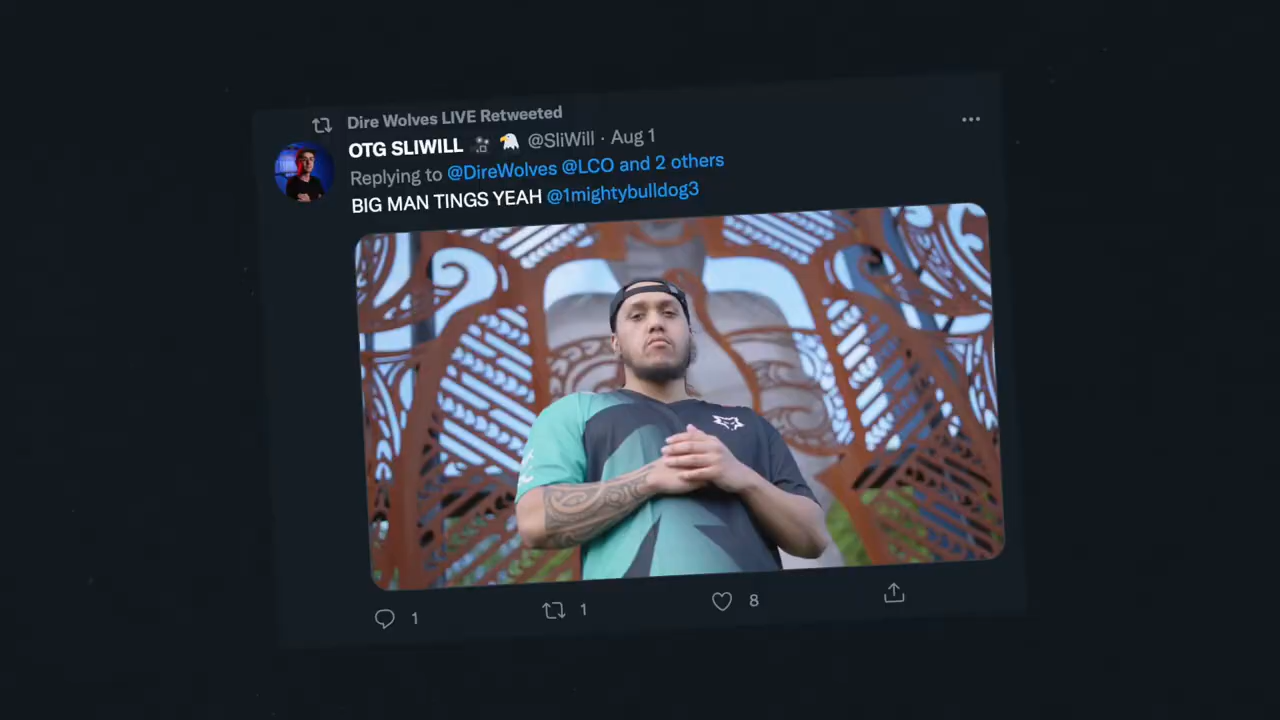 Dire Wolves LIVE Retweeted
OTG SLIWILL @SliWill · Aug 1
Replying to @DireWolves @LCO and 2 others
BIG MAN TINGS YEAH @1mightybulldog3
1 1 8